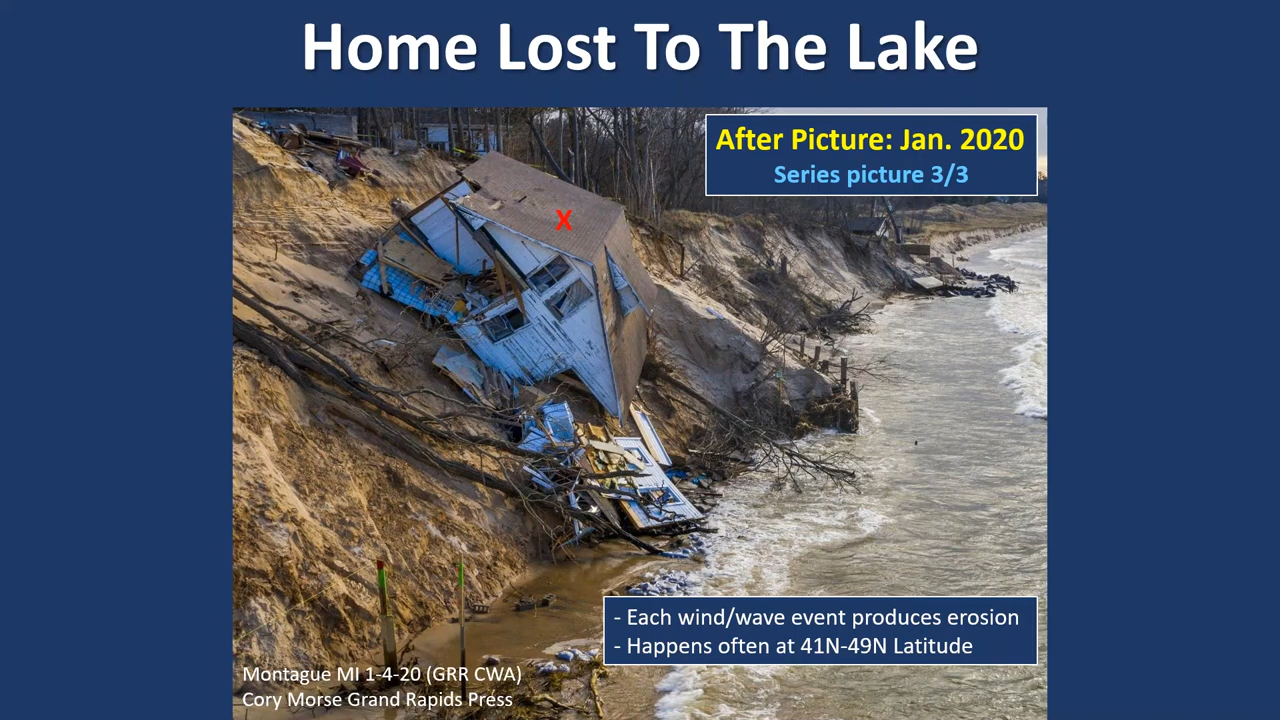 Home Lost To The Lake
After Picture: Jan. 2020
Series picture 3/3
X
- Each wind/wave event produces erosion
- Happens often at 41N-49N Latitude
Montague MI 1-4-20 (GRR CWA)
Cory Morse Grand Rapids Press